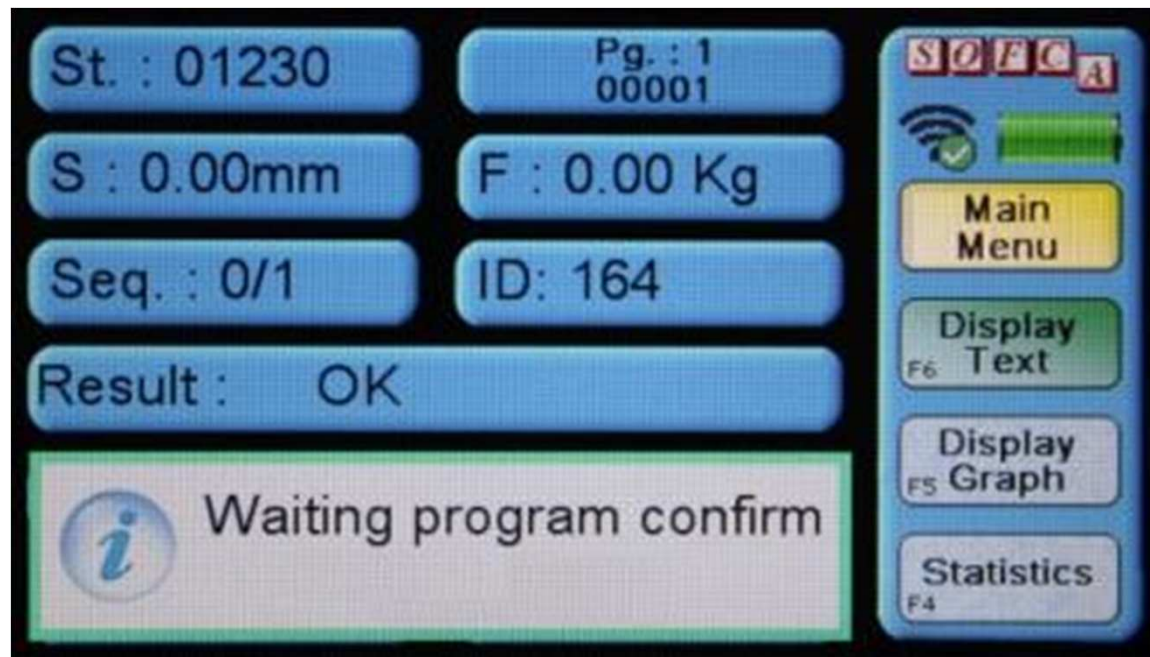 St. : 01230
Pg. : 1
00001
S : 0.00mm
F : 0.00 Kg
Seq. : 0/1
ID: 164
Result : OK
Waiting program confirm
SOFCA
Main
Menu
Display
F6 Text
Display
F5 Graph
Statistics
F4